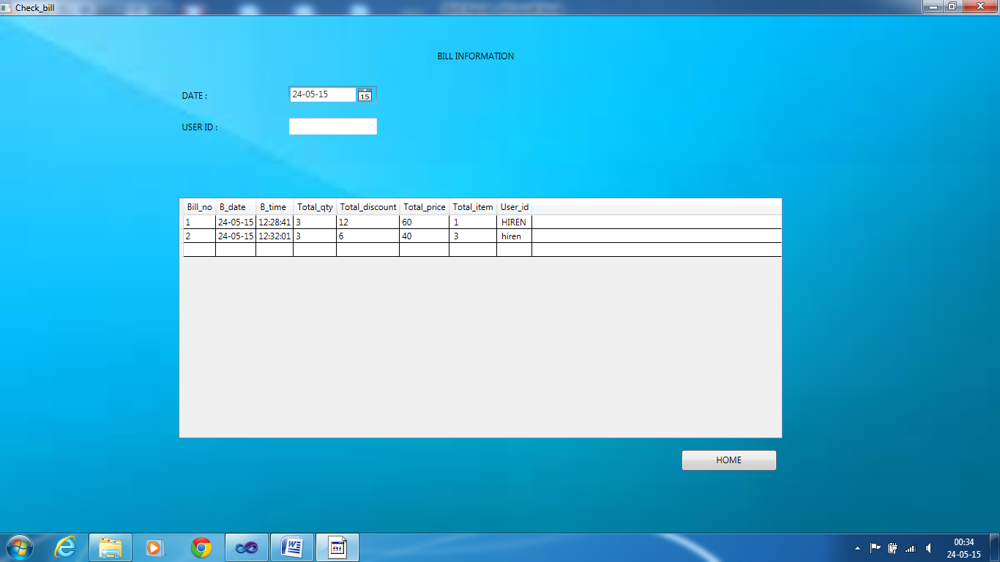 Check_bill
BILL INFORMATION
DATE :
24-05-15
15
USER ID :
Bill_no B_date B_time Total_qty Total_discount Total_price Total_item User_id
1 24-05-15 12:28:41 3 12 60 1 HIREN
2 24-05-15 12:32:01 3 6 40 3 hiren
HOME
00:34
24-05-15